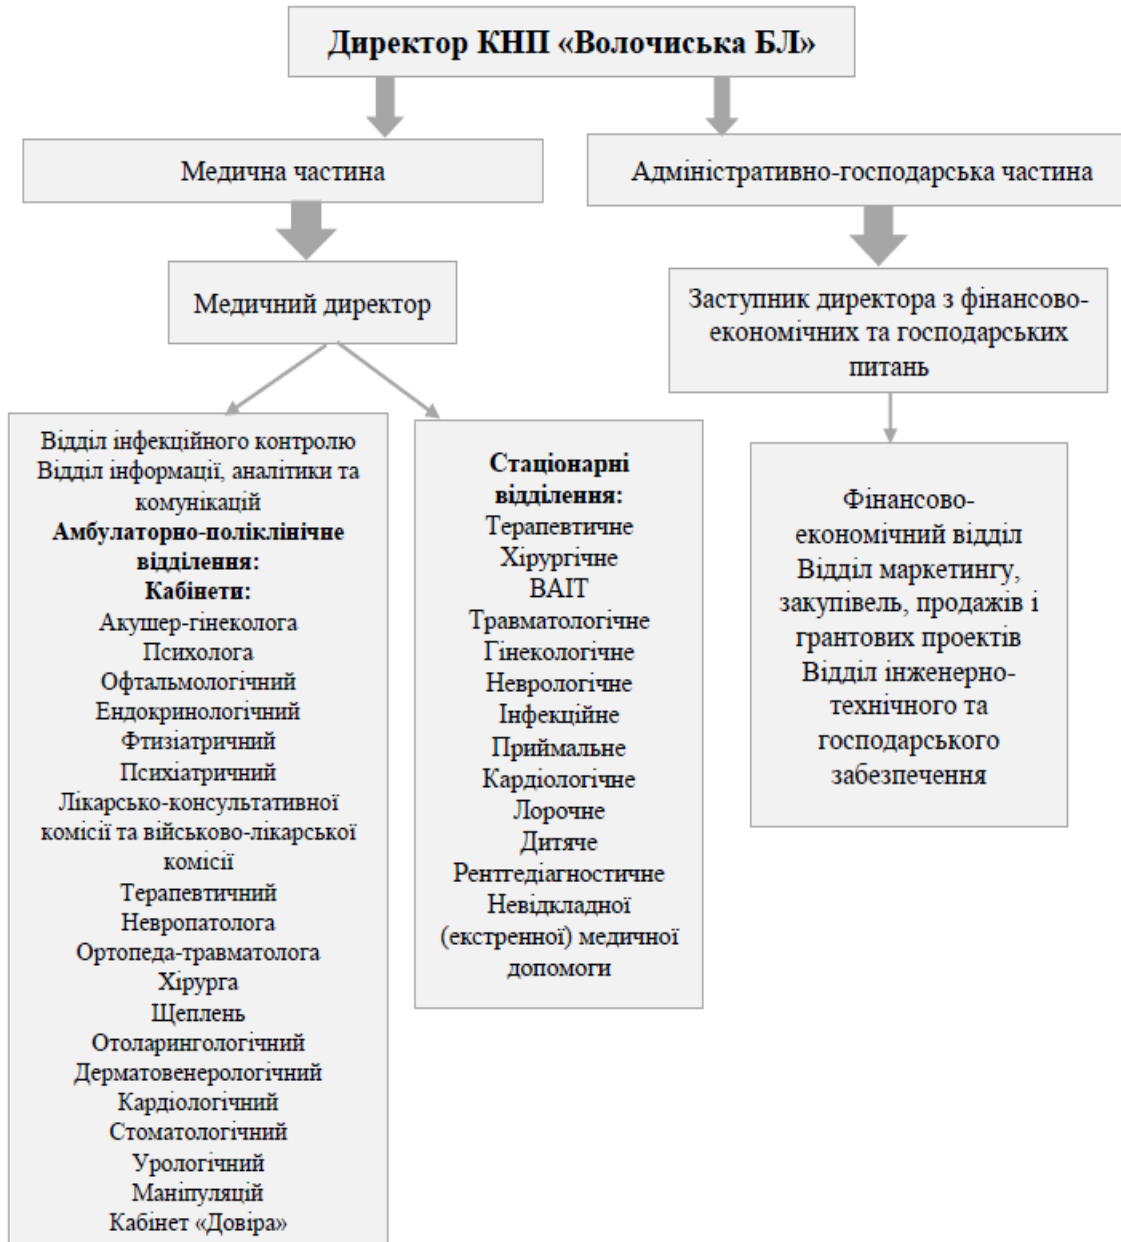 Директор КНП «Волочиська БЛ»
Медична частина
Адміністративно-господарська частина
Медичний директор
Заступник директора з фінансово-
економічних та господарських
питань
Відділ інфекційного контролю
Відділ інформації, аналітики та
комунікацій
Амбулаторно-поліклінічне
відділення:
Кабінети:
Акушер-гінеколога
Психолога
Офтальмологічний
Ендокринологічний
Фтизіатричний
Психіатричний
Лікарсько-консультативної
комісії та військово-лікарської
комісії
Терапевтичний
Невропатолога
Ортопеда-травматолога
Хірурга
Щеплень
Отоларингологічний
Дерматовенерологічний
Кардіологічний
Стоматологічний
Урологічний
Маніпуляцій
Кабінет «Довіра»
Стаціонарні
відділення:
Терапевтичне
Хірургічне
ВАІТ
Травматологічне
Гінекологічне
Неврологічне
Інфекційне
Приймальне
Кардіологічне
Лорочне
Дитяче
Рентгедіагностичне
Невідкладної
(екстренної) медичної
допомоги
Фінансово-
економічний відділ
Відділ маркетингу,
закупівель, продажів і
грантових проектів
Відділ інженерно-
технічного та
господарського
забезпечення